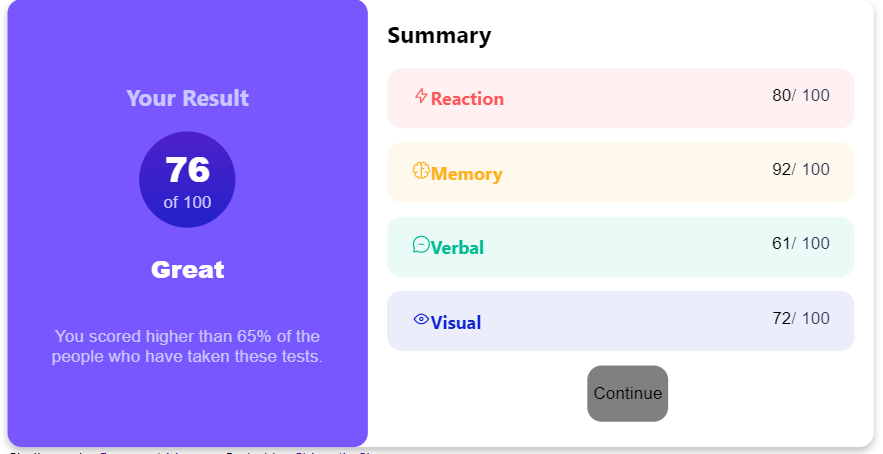 Your Result
76
of 100
Great
You scored higher than 65% of the
people who have taken these tests.
Summary
Reaction 80/ 100
Memory 92/ 100
Verbal 61/ 100
Visual 72/ 100
Continue